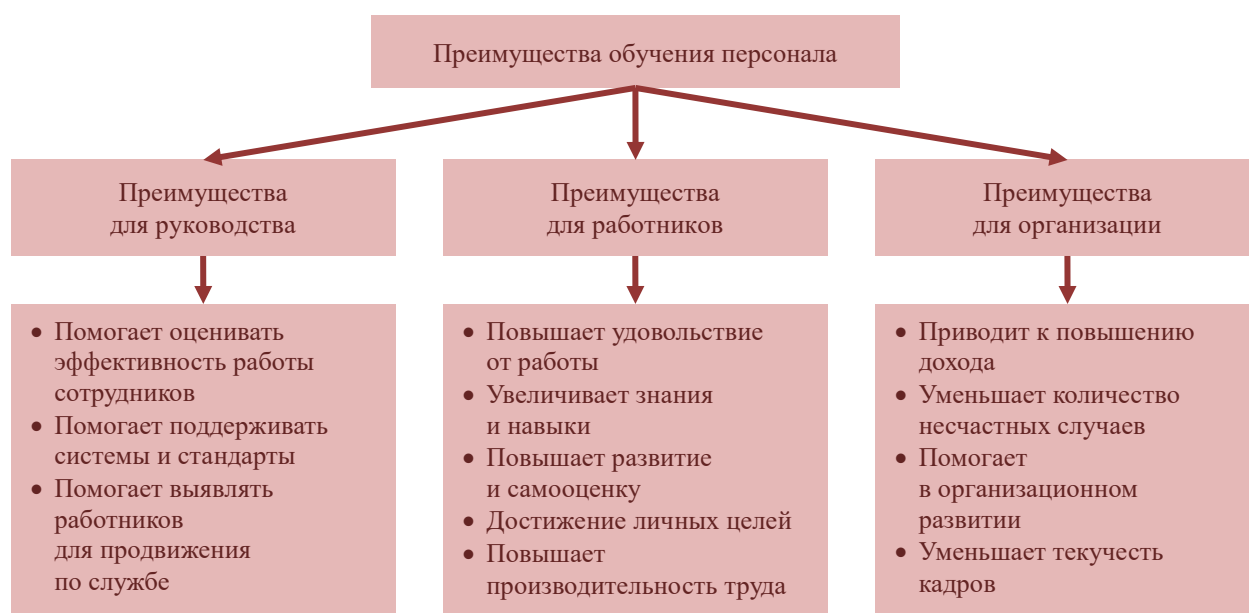 Преимущества обучения персонала
Преимущества
для руководства
Преимущества
для работников
Преимущества
для организации
• Помогает оценивать
эффективность работы
сотрудников
• Помогает поддерживать
системы и стандарты
• Помогает выявлять
работников
для продвижения
по службе
• Повышает удовольствие
от работы
• Увеличивает знания
и навыки
• Повышает развитие
и самооценку
• Достижение личных целей
• Повышает
производительность труда
• Приводит к повышению
дохода
• Уменьшает количество
несчастных случаев
• Помогает
в организационном
развитии
• Уменьшает текучесть
кадров